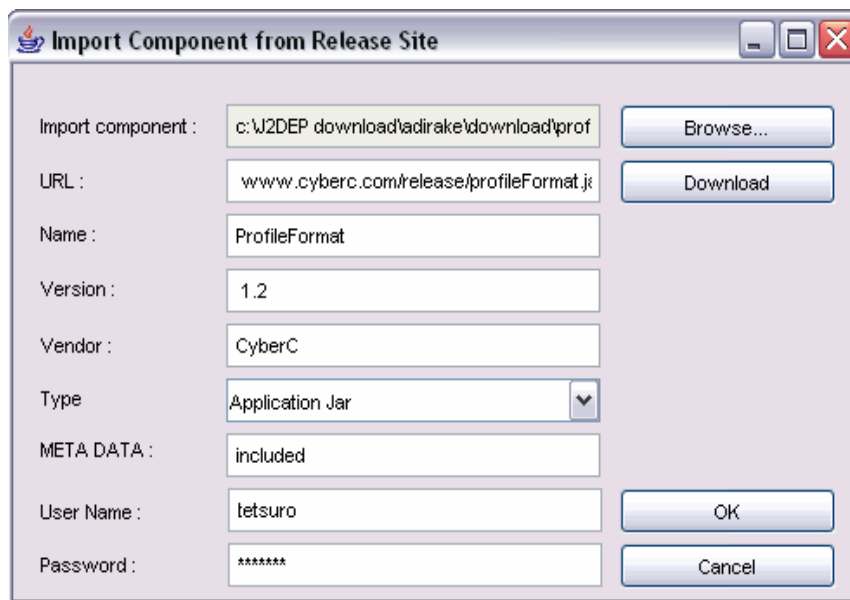 Import Component from Release Site
Import component : c:\J2DEP download\adirake\download\prof Browse...
URL : wwww.cyberc.com/release/profileFormat.ja Download
Name : ProfileFormat
Version : 1.2
Vendor : CyberC
Type Application Jar
META DATA : included
User Name : tetsuro OK
Password : ******* Cancel